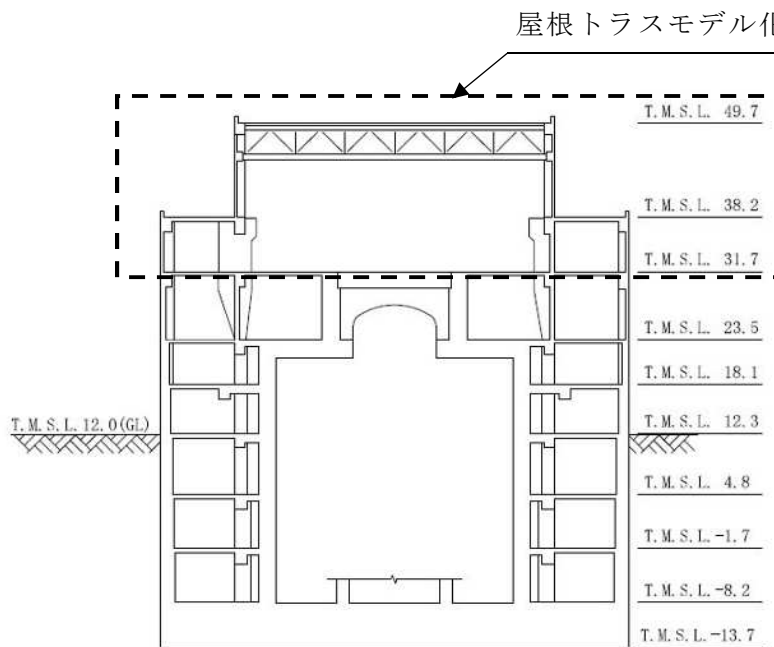 屋根トラスモデル化
T.M.S.L. 49.7
T.M.S.L. 38.2
T.M.S.L. 31.7
T.M.S.L. 23.5
T.M.S.L. 18.1
T.M.S.L.12.0(GL)
T.M.S.L. 12.3
T.M.S.L. 4.8
T.M.S.L.-1.7
T.M.S.L.-8.2
T.M.S.L.-13.7